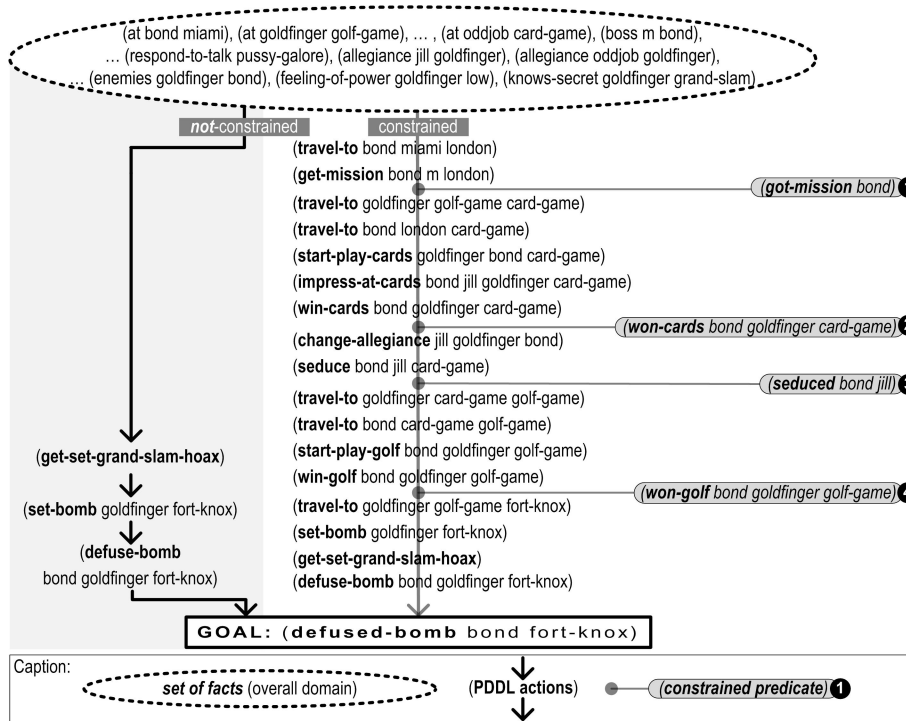 (at bond miami), (at goldfinger golf-game), ... , (at oddjob card-game), (boss m bond),
... (respond-to-talk pussy-galore), (allegiance jill goldfinger), (allegiance oddjob goldfinger),
... (enemies goldfinger bond), (feeling-of-power goldfinger low), (knows-secret goldfinger grand-slam)
not-constrained
constrained
(travel-to bond miami london)
(get-mission bond m london)
(got-mission bond) 1
(travel-to goldfinger golf-game card-game)
(travel-to bond london card-game)
(start-play-cards goldfinger bond card-game)
(impress-at-cards bond jill goldfinger card-game)
(win-cards bond goldfinger card-game)
(won-cards bond goldfinger card-game) 2
(change-allegiance jill goldfinger bond)
(seduce bond jill card-game)
(seduced bond jill) 3
(travel-to goldfinger card-game golf-game)
(travel-to bond card-game golf-game)
(start-play-golf bond goldfinger golf-game)
(win-golf bond goldfinger golf-game)
(won-golf bond goldfinger golf-game) 4
(travel-to goldfinger golf-game fort-knox)
(set-bomb goldfinger fort-knox)
(get-set-grand-slam-hoax)
(defuse-bomb bond goldfinger fort-knox)
(get-set-grand-slam-hoax)
(set-bomb goldfinger fort-knox)
(defuse-bomb
bond goldfinger fort-knox)
GOAL: (defused-bomb bond fort-knox)
Caption:
set of facts (overall domain)
(PDDL actions)
(constrained predicate) 1